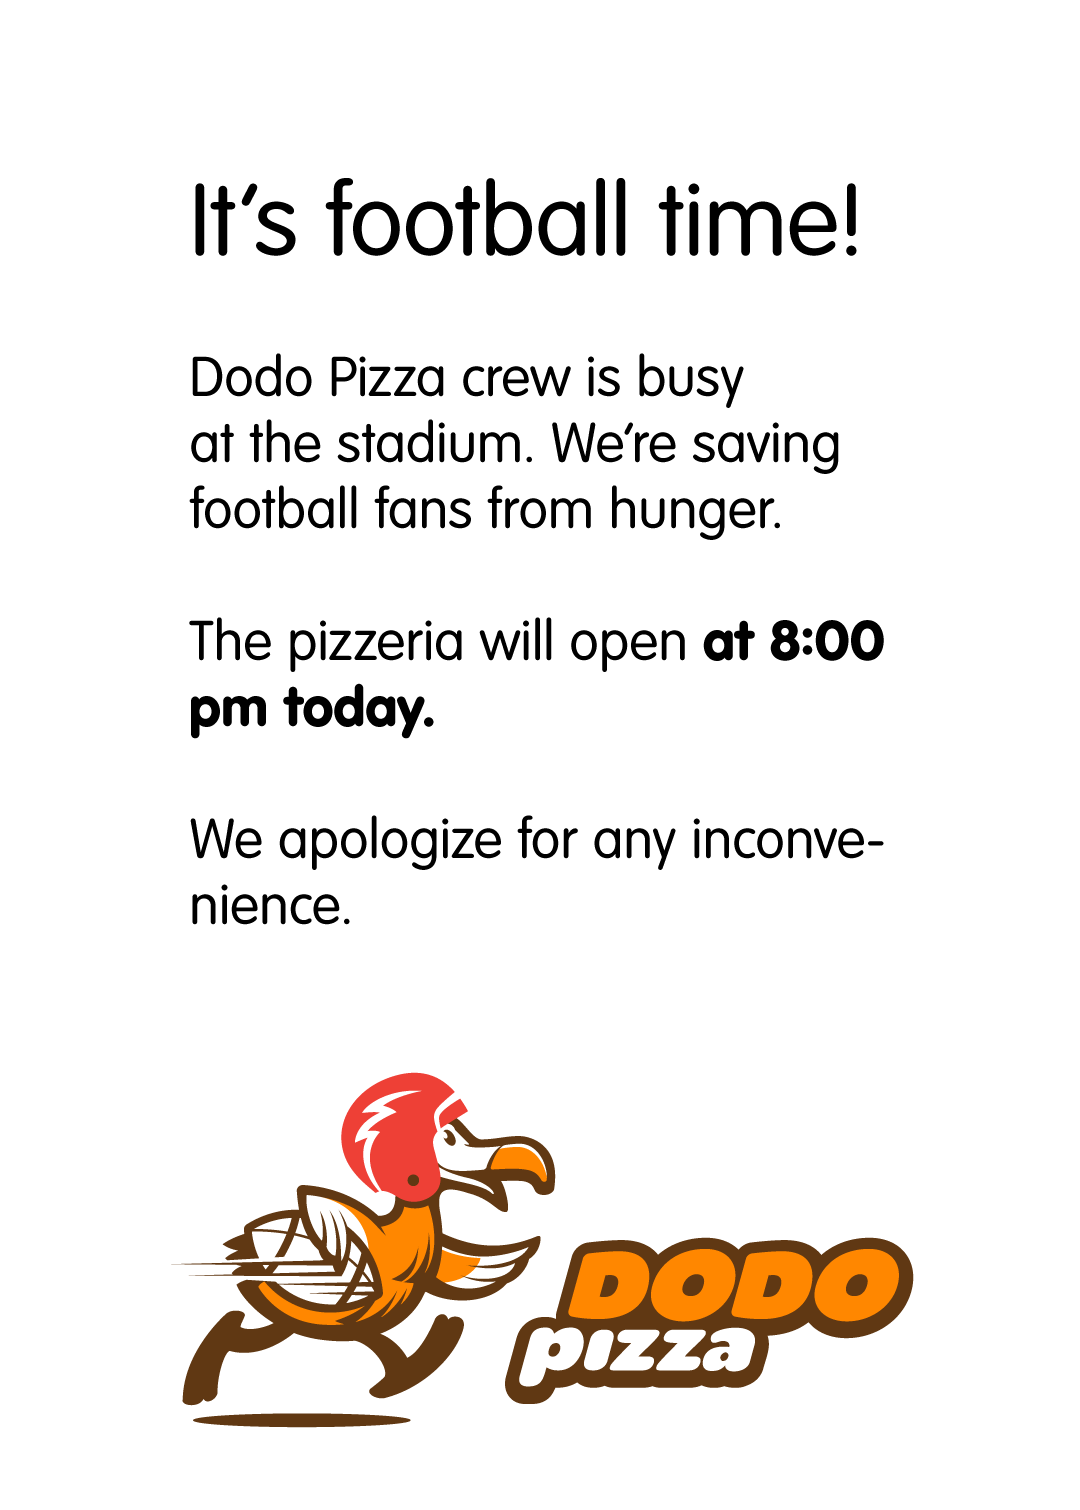 It’s football time!
Dodo Pizza crew is busy
at the stadium. We’re saving
football fans from hunger.
The pizzeria will open at 8:00
pm today.
We apologize for any inconve-
nience.
DODO
pizza